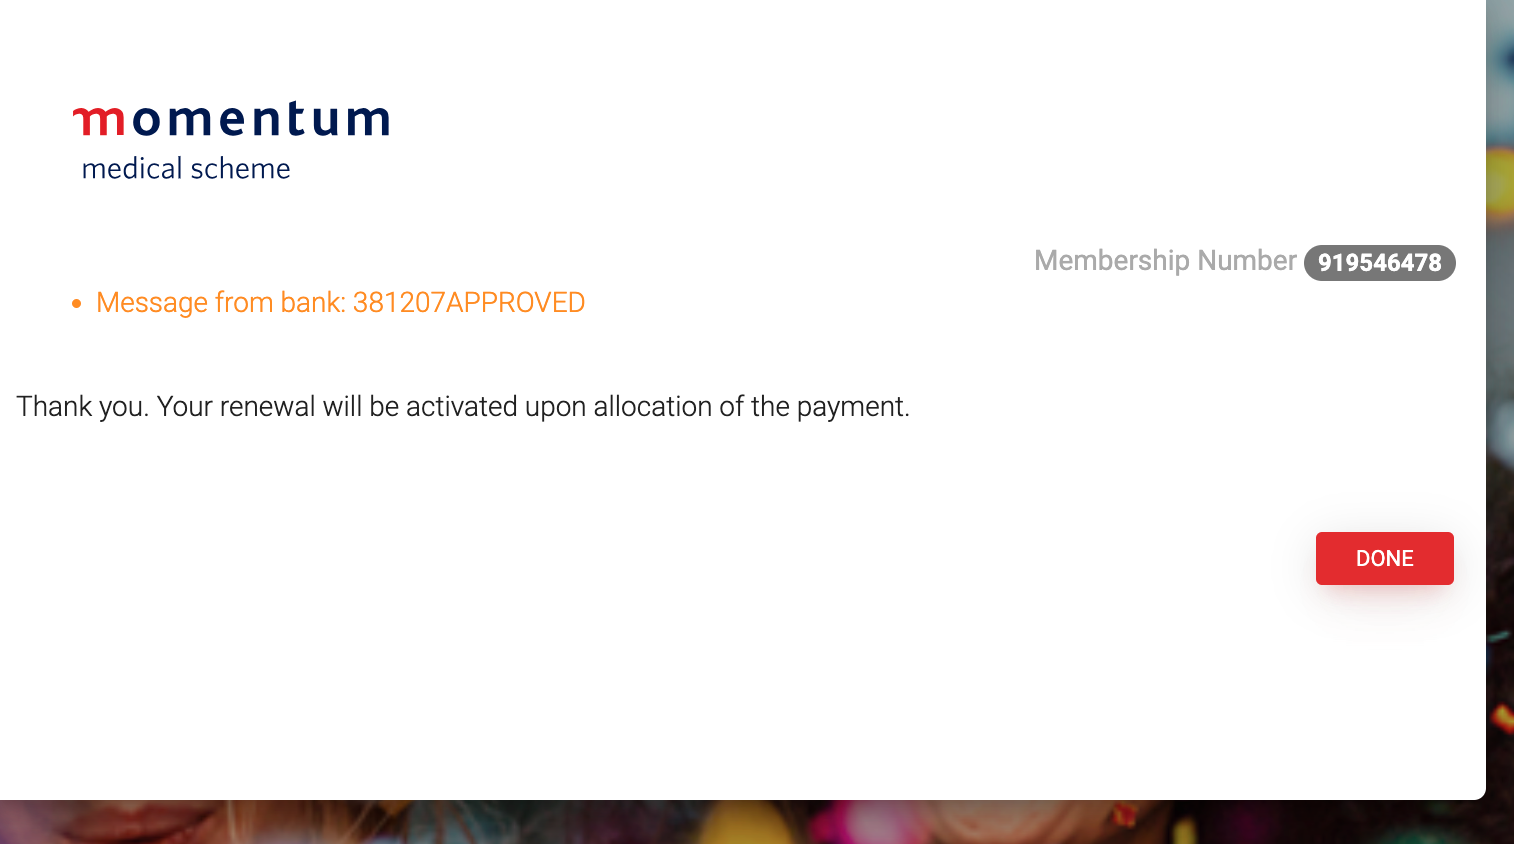 momentum
medical scheme
Membership Number 919546478
Message from bank: 381207APPROVED
Thank you. Your renewal will be activated upon allocation of the payment.
DONE